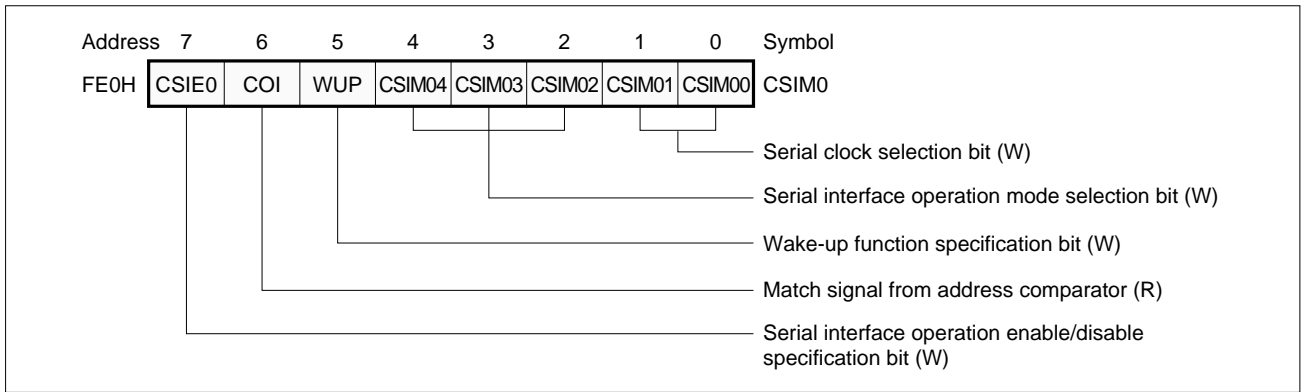 Address 7 6 5 4 3 2 1 0 Symbol
FE0H CSIE0 COI WUP CSIM04 CSIM03 CSIM02 CSIM01 CSIM00 CSIM0
Serial clock selection bit (W)
Serial interface operation mode selection bit (W)
Wake-up function specification bit (W)
Match signal from address comparator (R)
Serial interface operation enable/disable
specification bit (W)